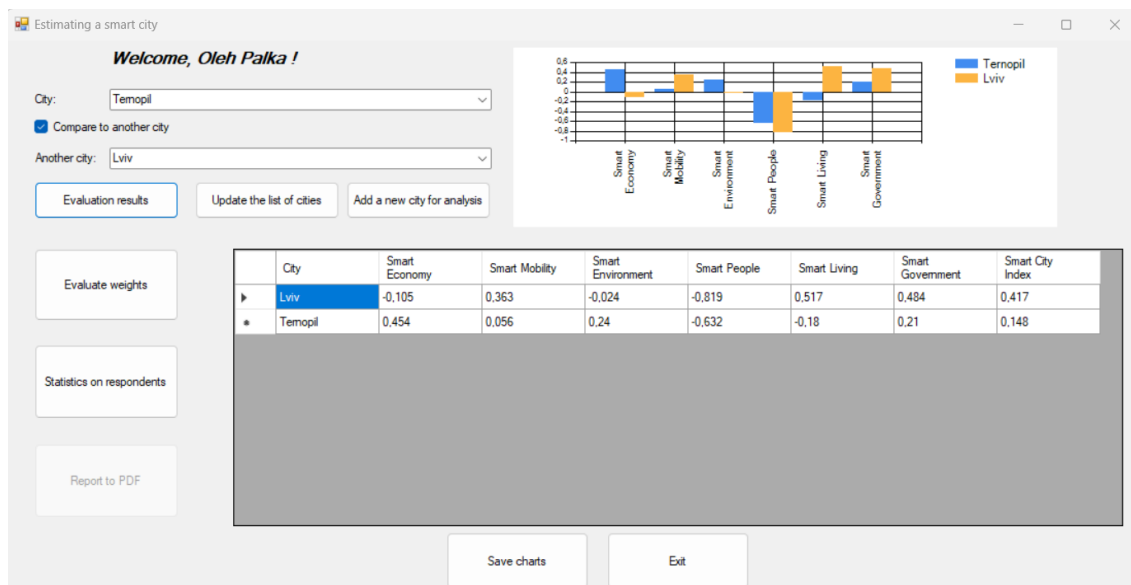 Estimating a smart city
Welcome, Oleh Palka !
City:
Ternopil
Compare to another city
Another city:
Lviv
Evaluation results
Update the list of cities
Add a new city for analysis
0,6
0,4
0,2
0
-0,2
-0,4
-0,6
-0,8
-1
Smart
Economy
Smart
Mobility
Smart
Environment
Smart People
Smart Living
Smart
Government
Ternopil
Lviv
Evaluate weights
Statistics on respondents
Report to PDF
City
Smart
Economy
Smart Mobility
Smart
Environment
Smart People
Smart Living
Smart
Government
Smart City
Index
Lviv -0,105 0,363 -0,024 -0,819 0,517 0,484 0,417
Ternopil 0,454 0,056 0,24 -0,632 -0,18 0,21 0,148
Save charts
Exit